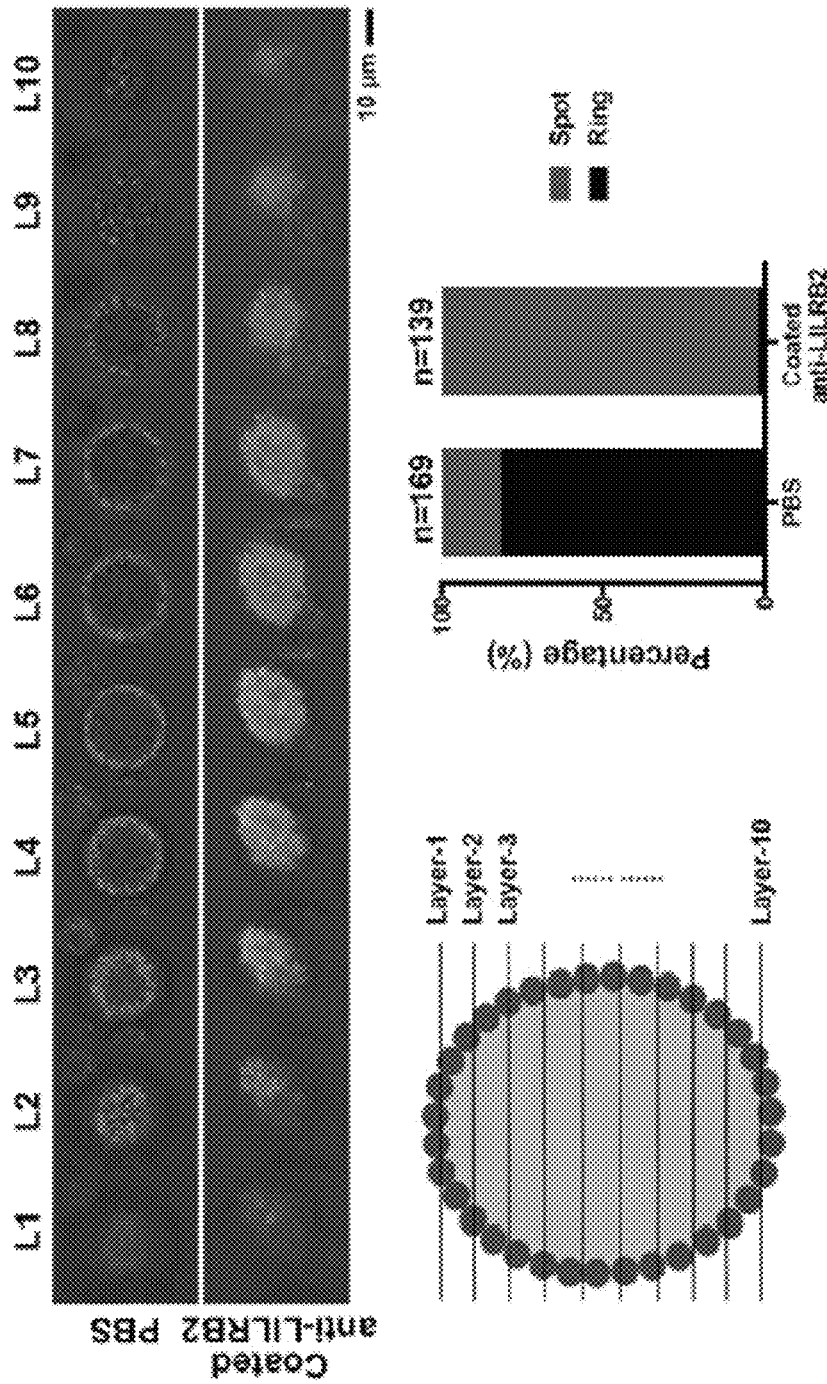 L1 L2 L3 L4 L5 L6 L7 L8 L9 L10
PBS
Coated
anti-LILRB2
10 µm
Layer-1
Layer-2
Layer-3
Layer-10
Percentage (%)
100
50
0
n=169
n=139
PBS
Coated
anti-LILRB2
Spot
Ring